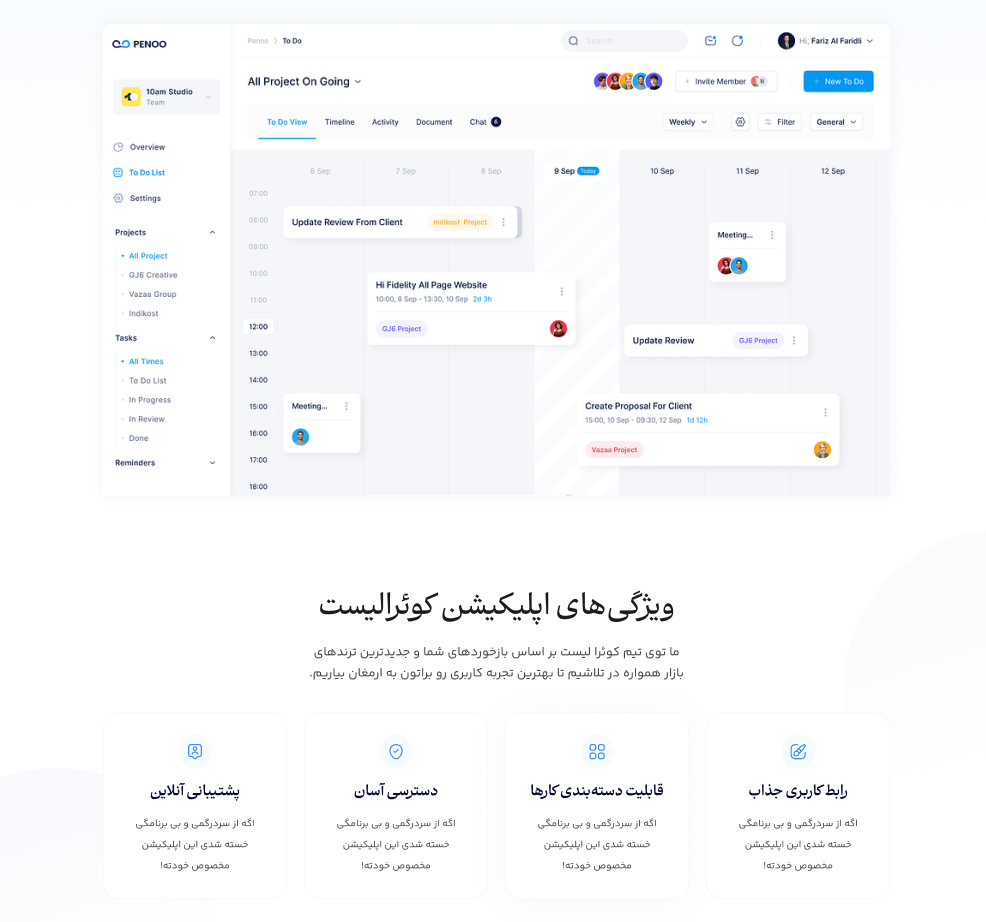 PENOO
Penoo > To Do
Search
Hi, Fariz Al Faridli
10am Studio
Team
All Project On Going
+ Invite Member
+ New To Do
To Do View
Timeline
Activity
Document
Chat
Weekly
Filter
General
Overview
To Do List
Settings
Projects
All Project
GJ6 Creative
Vazaa Group
Indikost
Tasks
All Times
To Do List
In Progress
In Review
Done
Reminders
6 Sep
7 Sep
8 Sep
9 Sep Today
10 Sep
11 Sep
12 Sep
07:00
08:00
09:00
10:00
11:00
12:00
13:00
14:00
15:00
16:00
17:00
18:00
Update Review From Client
Indikost Project
Meeting...
Hi Fidelity All Page Website
10:00, 8 Sep - 13:30, 10 Sep 2d 3h
GJ6 Project
Update Review
GJ6 Project
Meeting...
Create Proposal For Client
15:00, 10 Sep - 09:30, 12 Sep 1d 12h
Vazaa Project
ویژگی‌های اپلیکیشن کوئرالیست
ما توی تیم کوئرا لیست بر اساس بازخوردهای شما و جدیدترین ترندهای
بازار همواره در تلاشیم تا بهترین تجربه کاربری رو براتون به ارمغان بیاریم.
رابط کاربری جذاب
اگه از سردرگمی و بی برنامگی
خسته شدی این اپلیکیشن
مخصوص خودته!
قابلیت دسته‌بندی کارها
اگه از سردرگمی و بی برنامگی
خسته شدی این اپلیکیشن
مخصوص خودته!
دسترسی آسان
اگه از سردرگمی و بی برنامگی
خسته شدی این اپلیکیشن
مخصوص خودته!
پشتیبانی آنلاین
اگه از سردرگمی و بی برنامگی
خسته شدی این اپلیکیشن
مخصوص خودته!